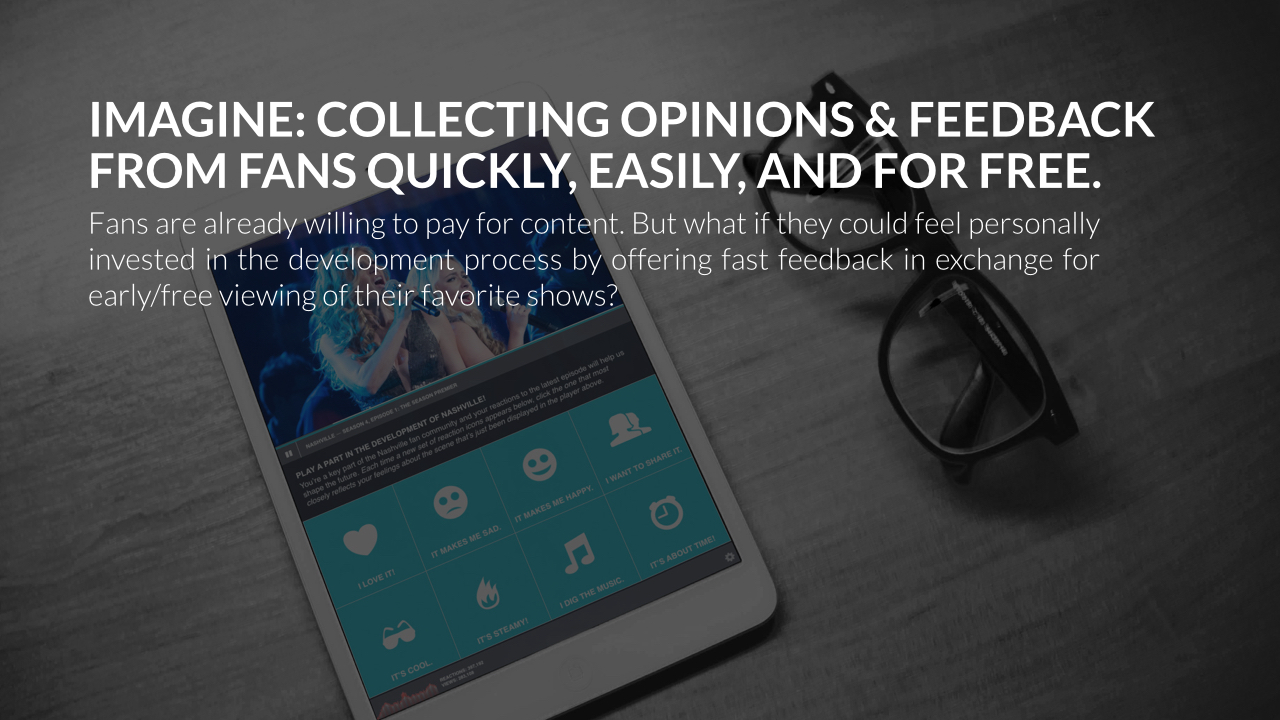 IMAGINE: COLLECTING OPINIONS & FEEDBACK
FROM FANS QUICKLY, EASILY, AND FOR FREE.
Fans are already willing to pay for content. But what if they could feel personally
invested in the development process by offering fast feedback in exchange for
early/free viewing of their favorite shows?
NASHVILLE - SEASON 4, EPISODE 1: THE SEASON PREMIER
PLAY A PART IN THE DEVELOPMENT OF NASHVILLE!
You're a key part of the Nashville fan community and your reactions to the latest episode will help us
shape the future. Each time a new set of reaction icons appears below, click the one that most
closely reflects your feelings about the scene that's just been displayed in the player above.
I LOVE IT!
IT MAKES ME SAD.
IT MAKES ME HAPPY.
I WANT TO SHARE IT.
IT'S COOL.
IT'S STEAMY!
I DIG THE MUSIC.
IT'S ABOUT TIME!